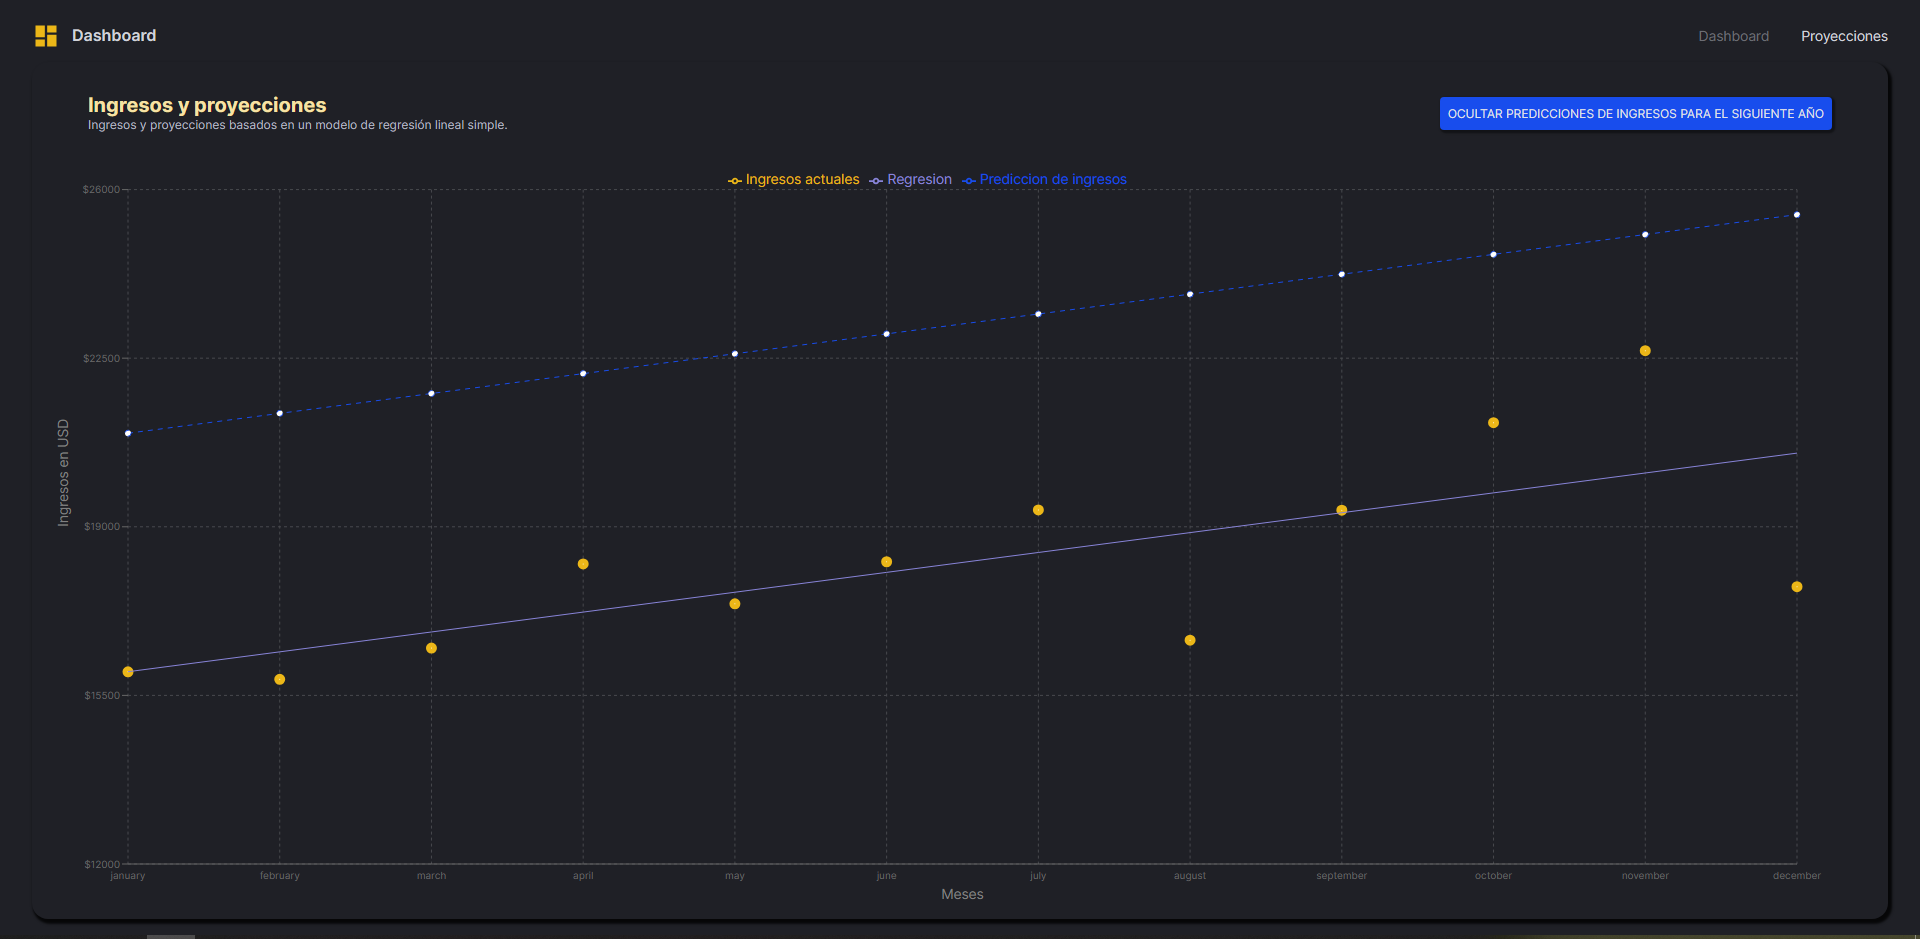 Dashboard
Dashboard Proyecciones
Ingresos y proyecciones
Ingresos y proyecciones basados en un modelo de regresión lineal simple.
OCULTAR PREDICCIONES DE INGRESOS PARA EL SIGUIENTE AÑO
Ingresos actuales Regresion Prediccion de ingresos
$26000
$22500
$19000
$15500
$12000
Ingresos en USD
january february march april may june july august september october november december
Meses